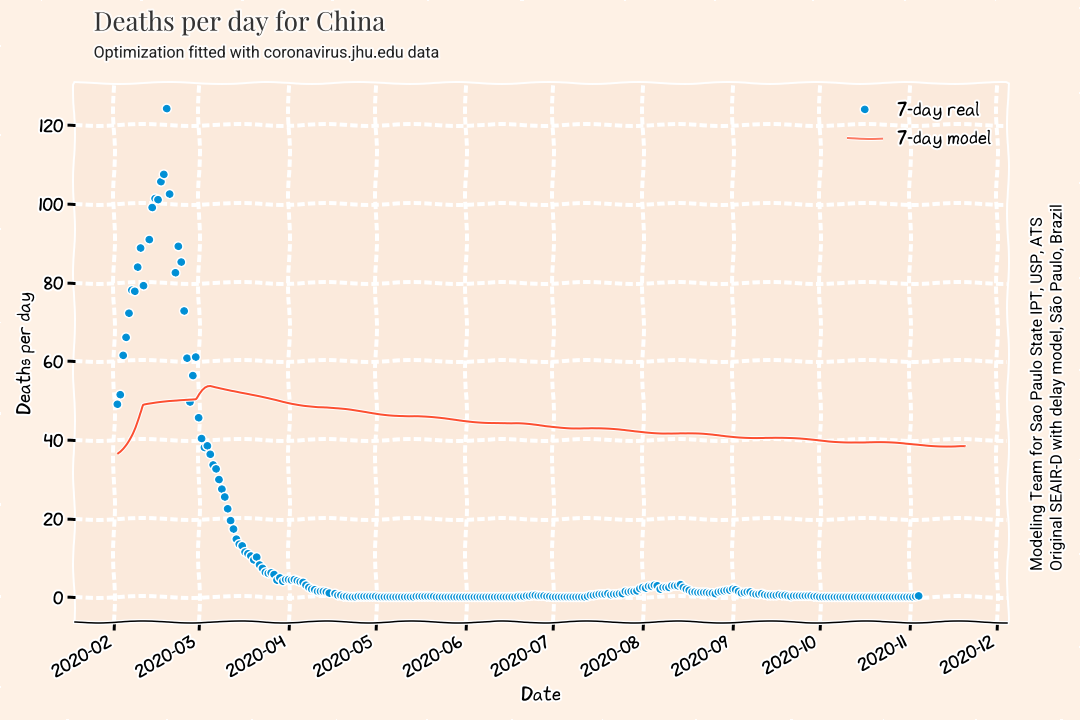 Deaths per day for China
Optimization fitted with coronavirus.jhu.edu data
7-day real
7-day model
120
100
80
60
40
20
0
Deaths per day
2020-02
2020-03
2020-04
2020-05
2020-06
2020-07
2020-08
2020-09
2020-10
2020-11
2020-12
Date
Modeling Team for Sao Paulo State IPT, USP, ATS
Original SEAIR-D with delay model, São Paulo, Brazil